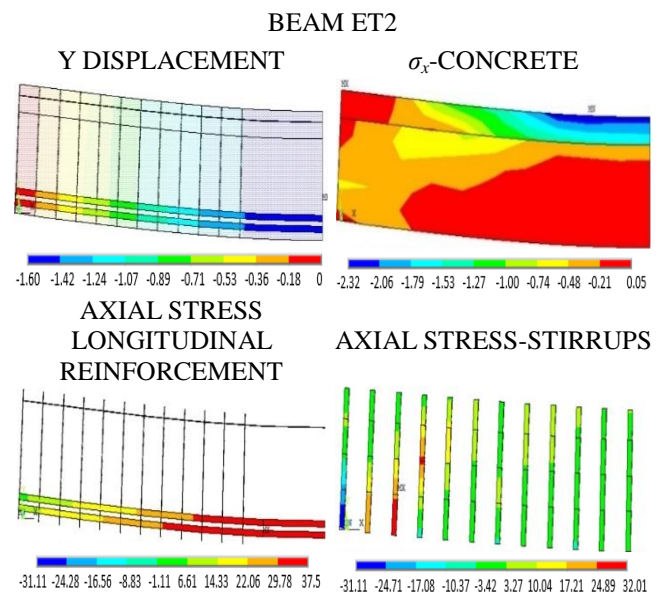 BEAM ET2
Y DISPLACEMENT
σx-CONCRETE
MX
MX
X
-1.60 -1.42 -1.24 -1.07 -0.89 -0.71 -0.53 -0.36 -0.18 0
-2.32 -2.06 -1.79 -1.53 -1.27 -1.00 -0.74 -0.48 -0.21 0.05
AXIAL STRESS
LONGITUDINAL
REINFORCEMENT
AXIAL STRESS-STIRRUPS
MX
X
-31.11 -24.28 -16.56 -8.83 -1.11 6.61 14.33 22.06 29.78 37.5
-31.11 -24.71 -17.08 -10.37 -3.42 3.27 10.04 17.21 24.89 32.01